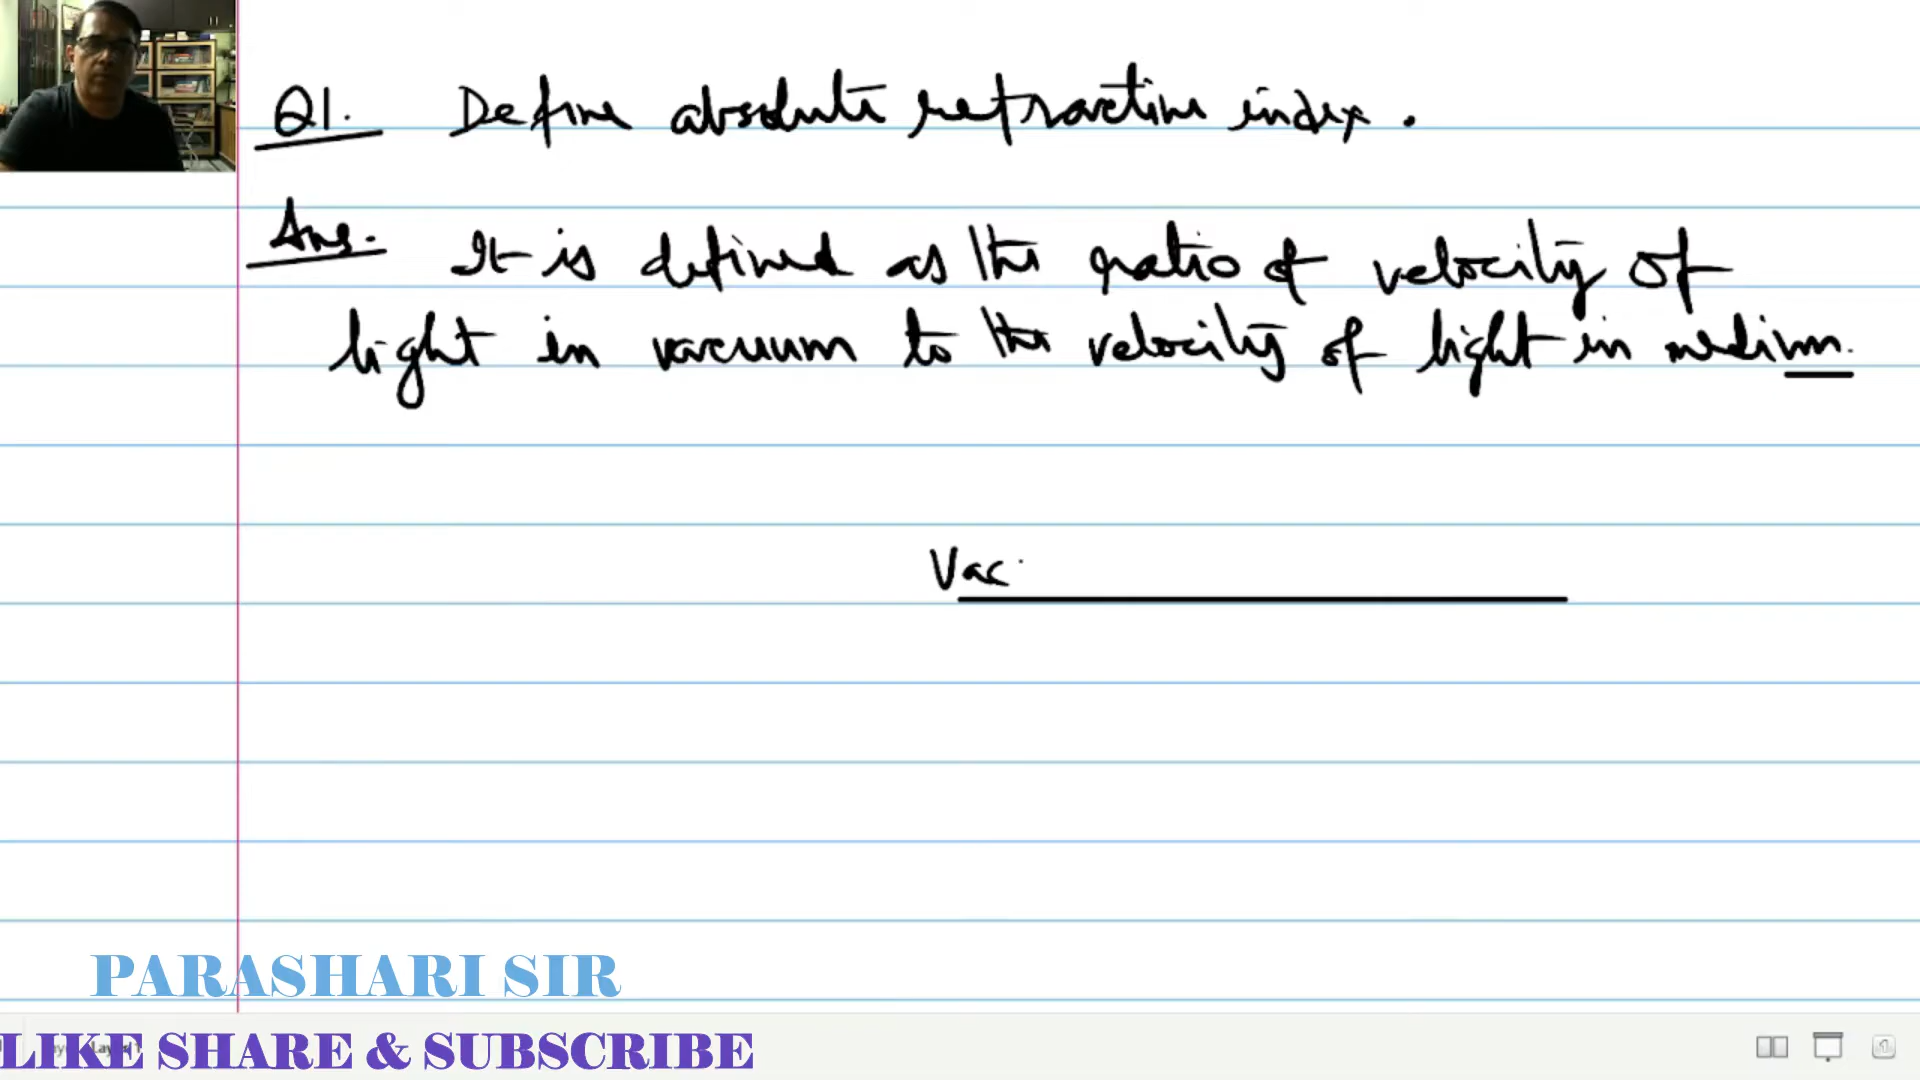 Q1. Define absolute refractive index.
Ans. It is defined as the ratio of velocity of
light in vacuum to the velocity of light in medium.
Vac
PARASHARI SIR
LIKE SHARE & SUBSCRIBE